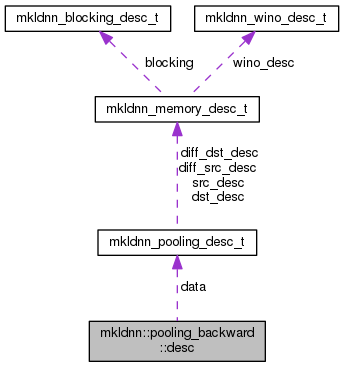 mkldnn_blocking_desc_t
mkldnn_wino_desc_t
blocking
wino_desc
mkldnn_memory_desc_t
diff_dst_desc
diff_src_desc
src_desc
dst_desc
mkldnn_pooling_desc_t
data
mkldnn::pooling_backward
::desc